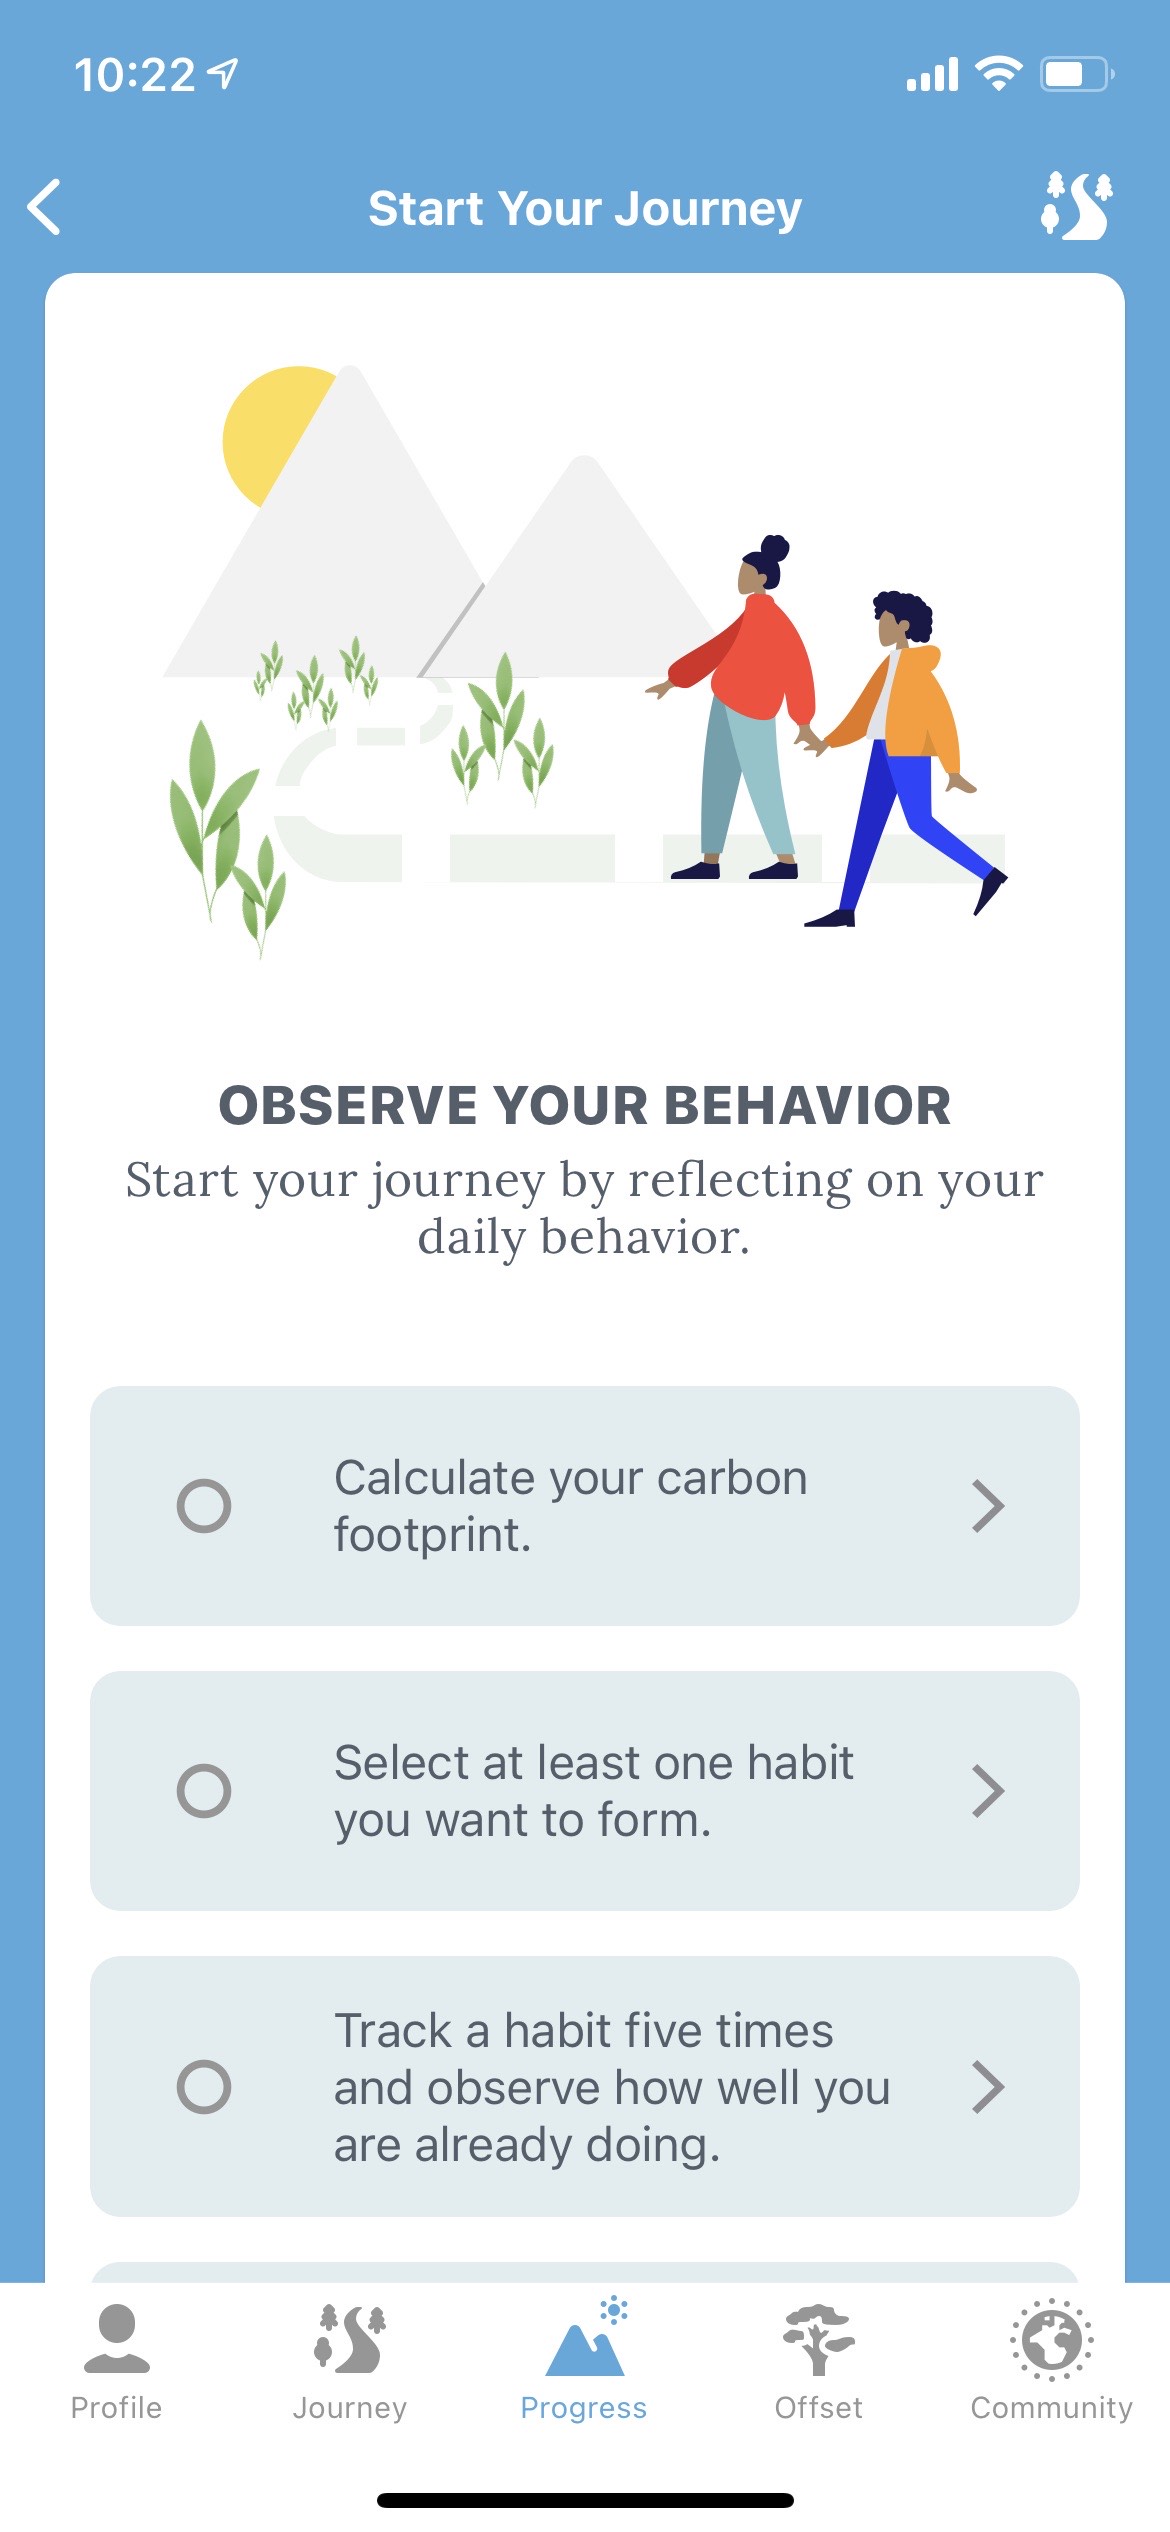 10:22
Start Your Journey
OBSERVE YOUR BEHAVIOR
Start your journey by reflecting on your
daily behavior.
Calculate your carbon
footprint.
Select at least one habit
you want to form.
Track a habit five times
and observe how well you
are already doing.
Profile
Journey
Progress
Offset
Community